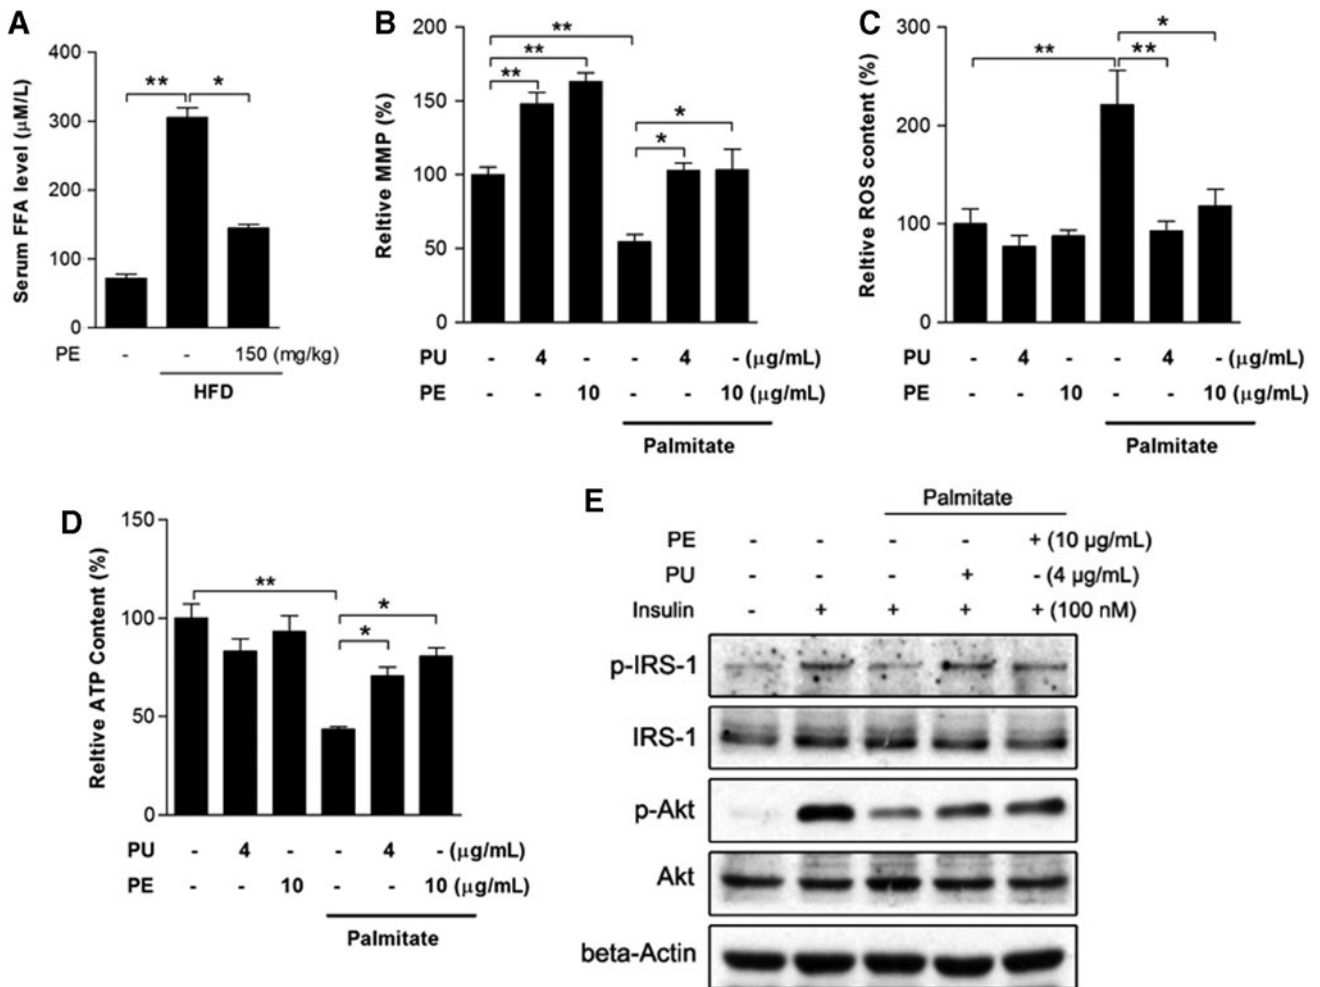 A
Serum FFA level (μM/L)
400
300
200
100
0
** *
PE - - 150 (mg/kg)
HFD
B
Reltive MMP (%)
200
150
100
50
0
**
**
**
*
*
PU - 4 - - 4 - (μg/mL)
PE - - 10 - - 10 (μg/mL)
Palmitate
C
Reltive ROS content (%)
300
200
100
0
*
** **
PU - 4 - - 4 - (μg/mL)
PE - - 10 - - 10 (μg/mL)
Palmitate
D
Reltive ATP Content (%)
150
100
50
0
**
*
*
PU - 4 - - 4 - (μg/mL)
PE - - 10 - - 10 (μg/mL)
Palmitate
E
Palmitate
PE - - - - + (10 μg/mL)
PU - - - + - (4 μg/mL)
Insulin - + + + + (100 nM)
p-IRS-1
IRS-1
p-Akt
Akt
beta-Actin